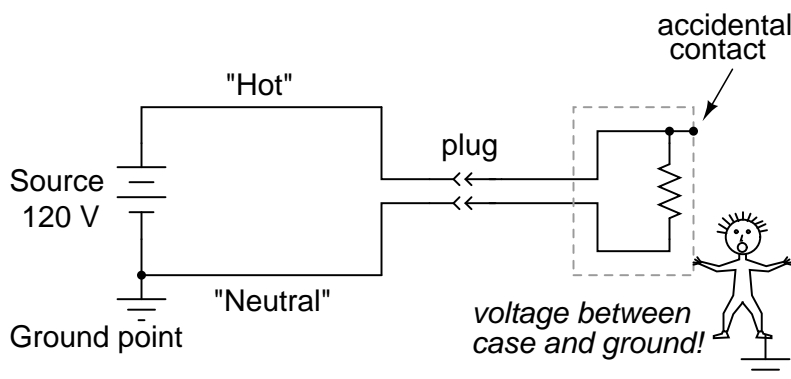 accidental
contact
"Hot"
plug
Source
120 V
"Neutral"
Ground point
voltage between
case and ground!